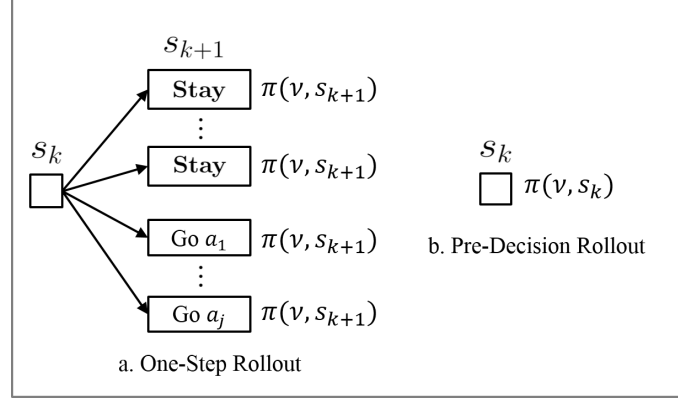 s_{k+1}
Stay π(ν, s_{k+1})
⋮
s_k
Stay π(ν, s_{k+1})
Go a_1 π(ν, s_{k+1})
⋮
Go a_j π(ν, s_{k+1})
a. One-Step Rollout
s_k
π(ν, s_k)
b. Pre-Decision Rollout